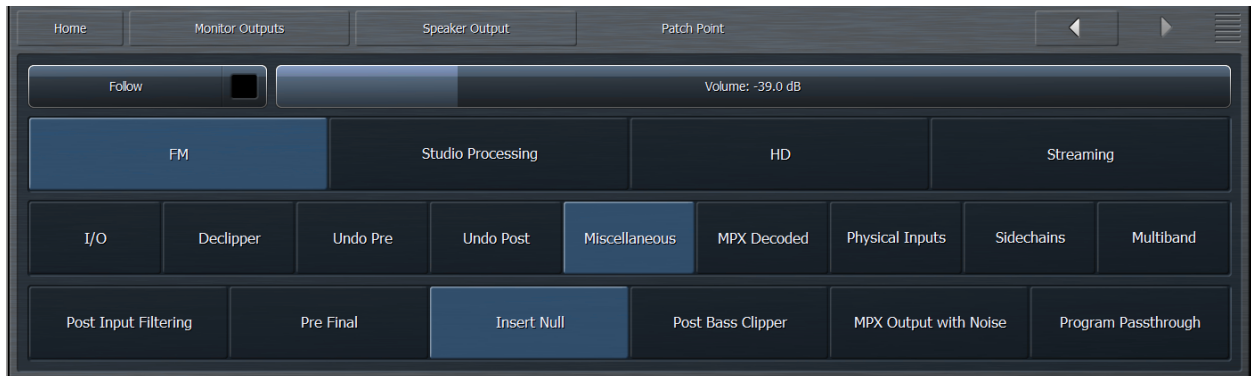 Home Monitor Outputs Speaker Output Patch Point
Follow Volume: -39.0 dB
FM Studio Processing HD Streaming
I/O Declipper Undo Pre Undo Post Miscellaneous MPX Decoded Physical Inputs Sidechains Multiband
Post Input Filtering Pre Final Insert Null Post Bass Clipper MPX Output with Noise Program Passthrough